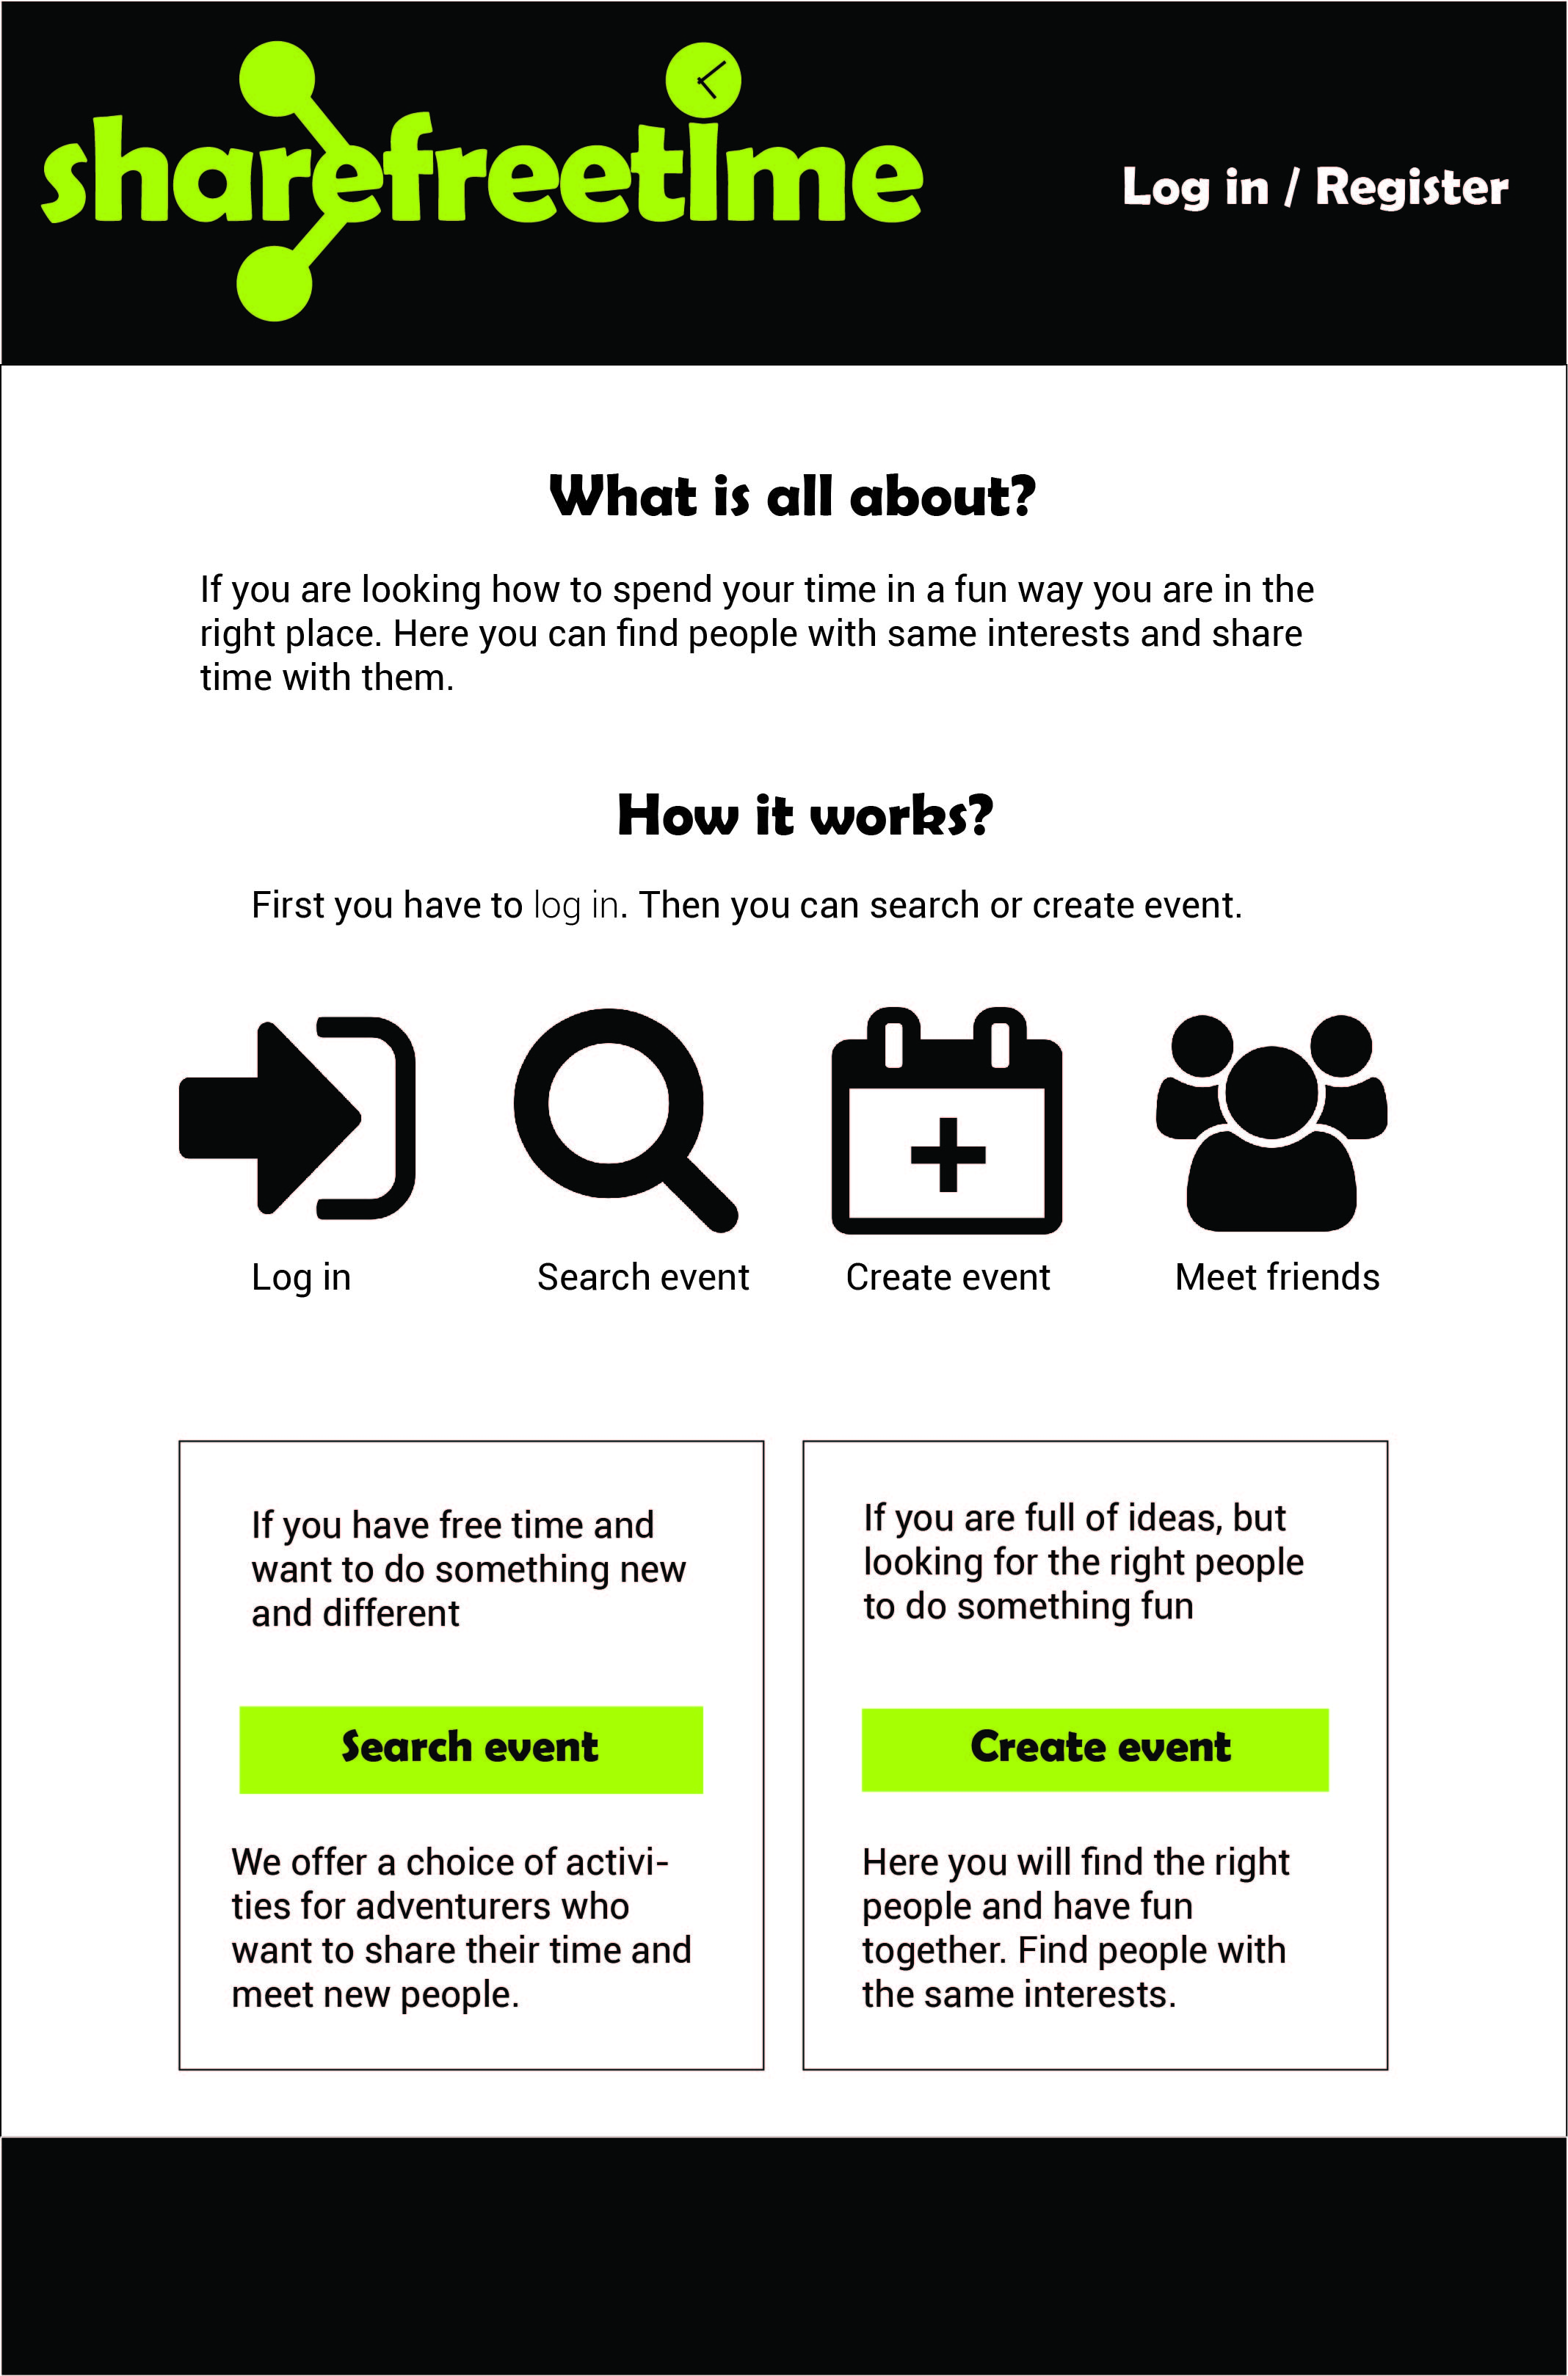 sharefreetime
Log in / Register
What is all about?
If you are looking how to spend your time in a fun way you are in the
right place. Here you can find people with same interests and share
time with them.
How it works?
First you have to log in. Then you can search or create event.
Log in
Search event
Create event
Meet friends
If you have free time and
want to do something new
and different
Search event
We offer a choice of activi-
ties for adventurers who
want to share their time and
meet new people.
If you are full of ideas, but
looking for the right people
to do something fun
Create event
Here you will find the right
people and have fun
together. Find people with
the same interests.